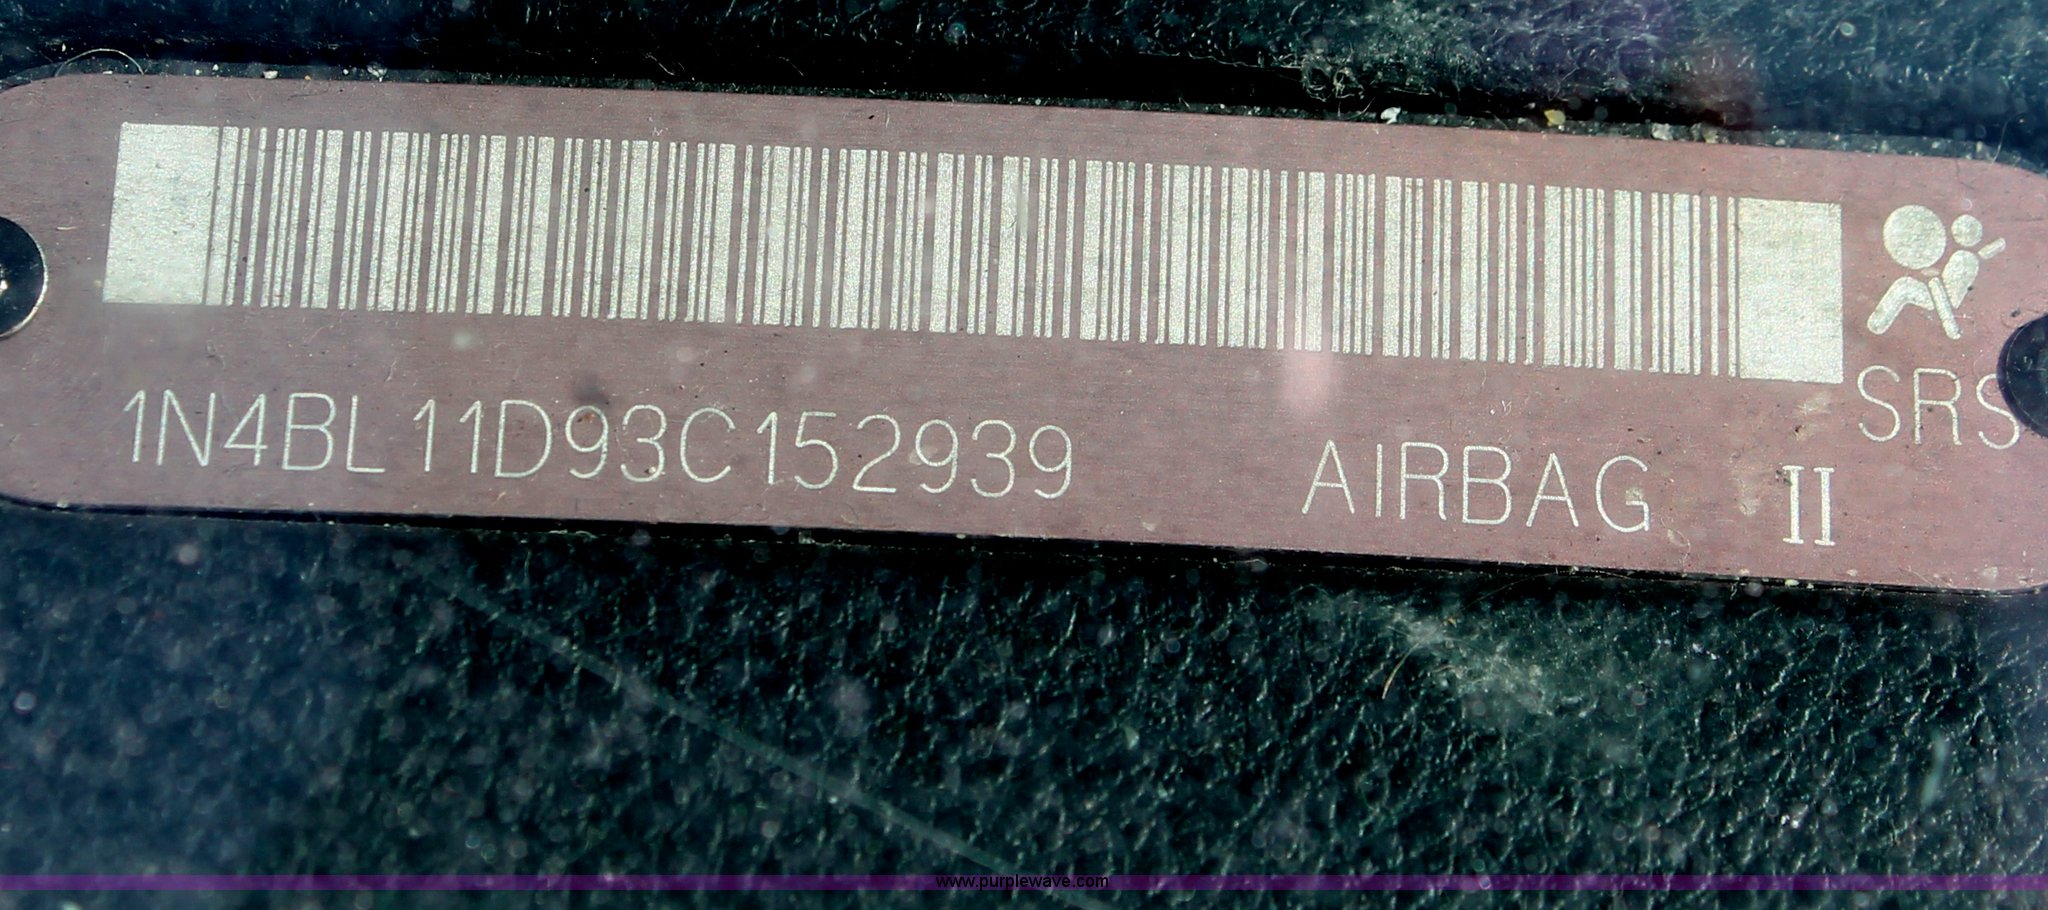 1N4BL11D93C152939 AIRBAG II SRS
www.purplewave.com